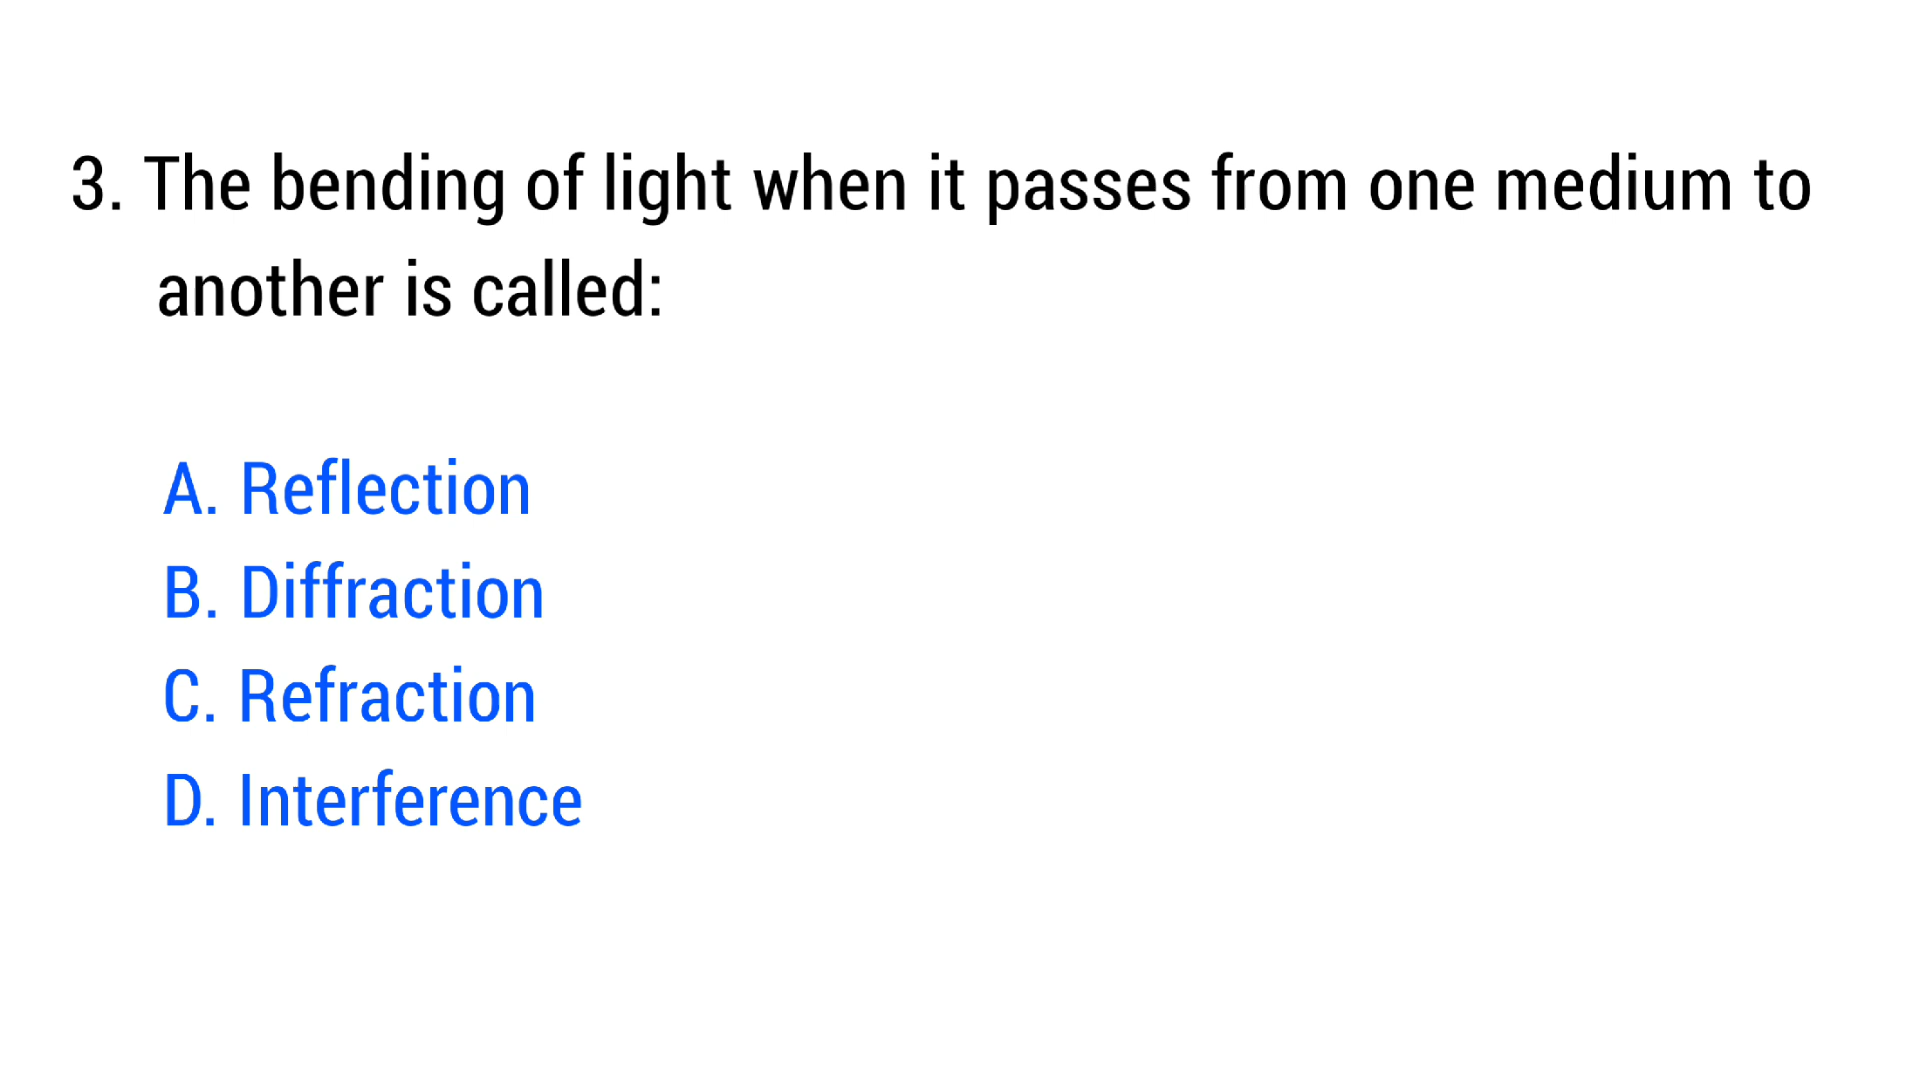 3. The bending of light when it passes from one medium to
another is called:
A. Reflection
B. Diffraction
C. Refraction
D. Interference